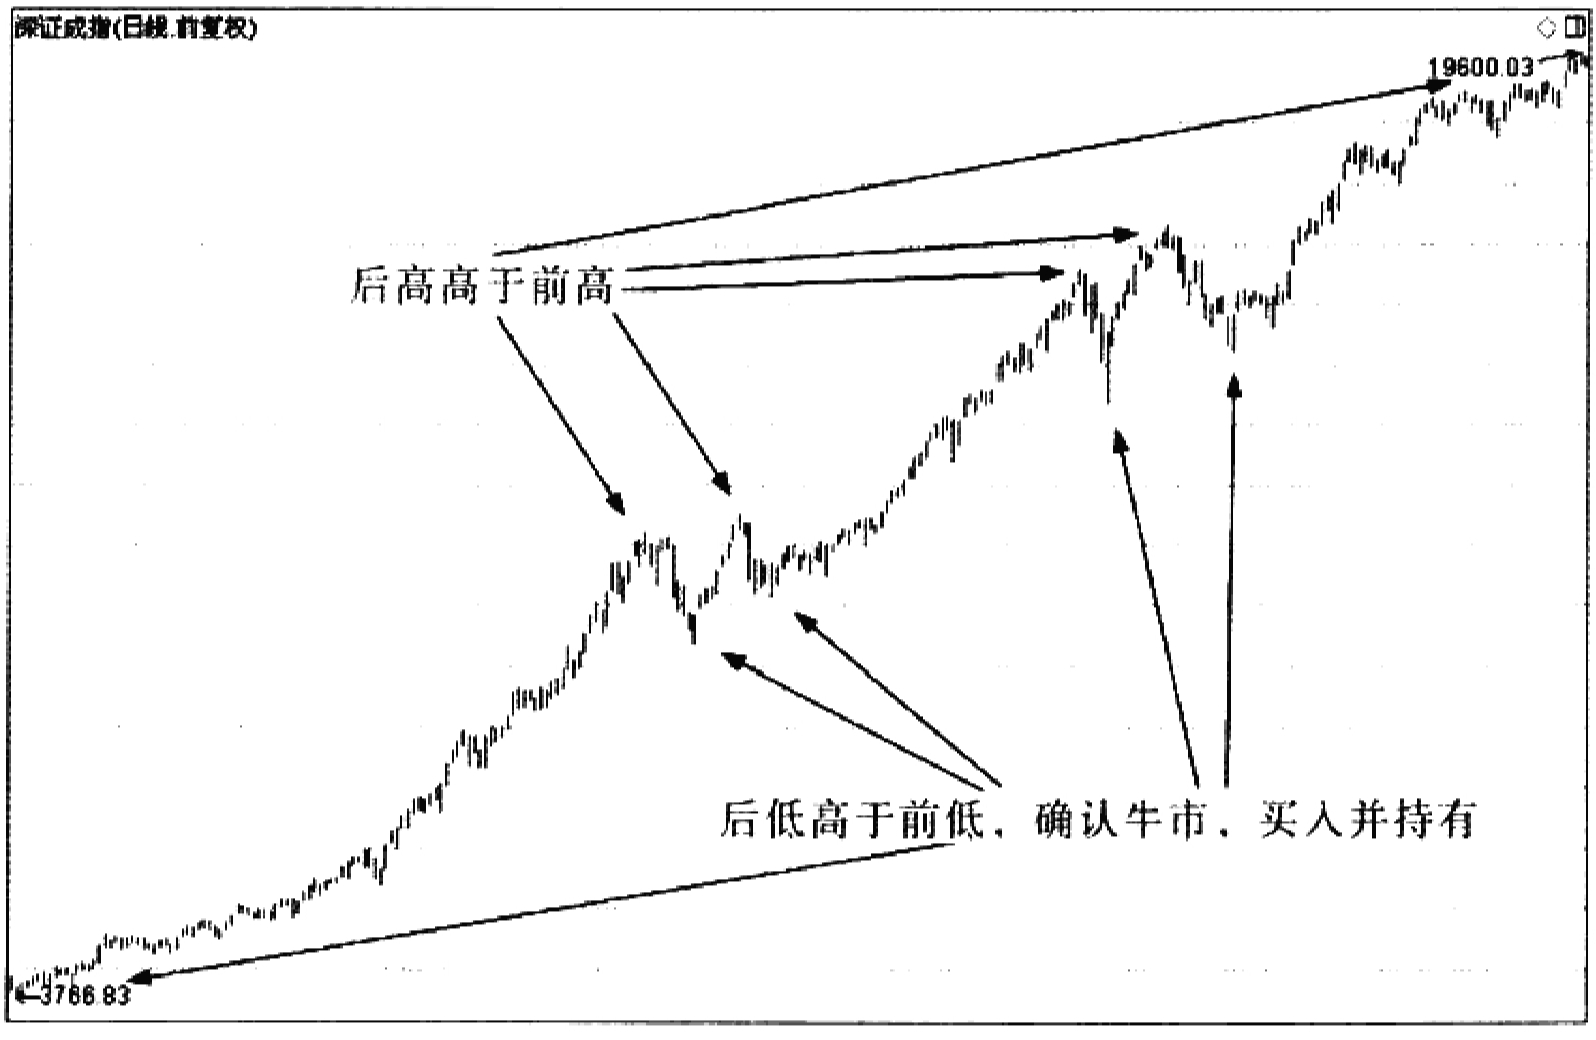 深证成指(日线.前复权)
19600.03
后高高于前高
后低高于前低，确认牛市，买入并持有
3766.83